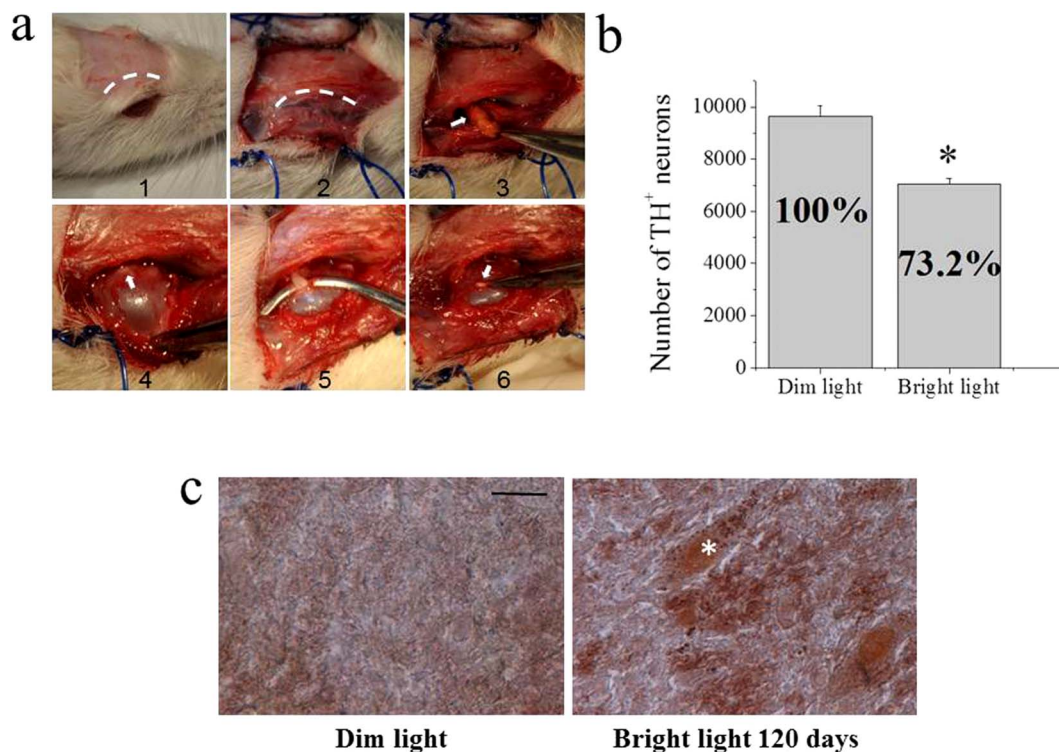 a
1
2
3
4
5
6
b
Number of TH⁺ neurons
10000
8000
6000
4000
2000
0
100%
*
73.2%
Dim light
Bright light
c
*
Dim light
Bright light 120 days